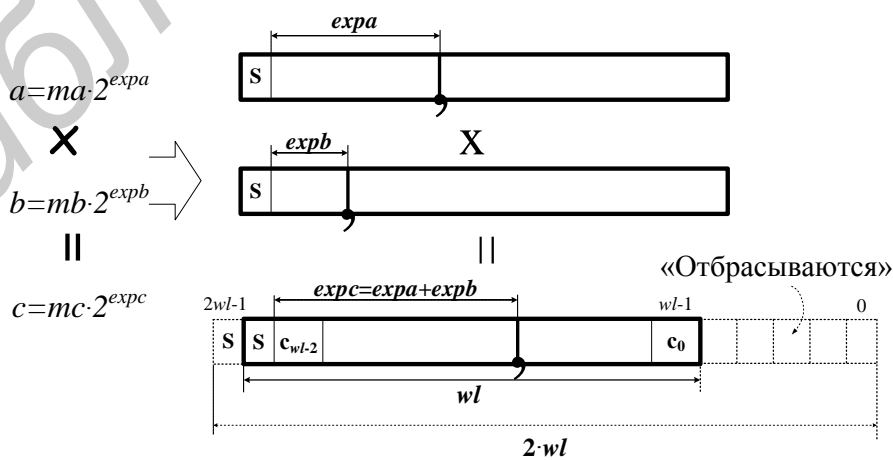 expa
S
a=ma·2^expa
×
expb
X
S
b=mb·2^expb
=
||
«Отбрасываются»
c=mc·2^expc
2wl-1
expc=expa+expb
wl-1
0
S S c_wl-2 c_0
wl
2·wl